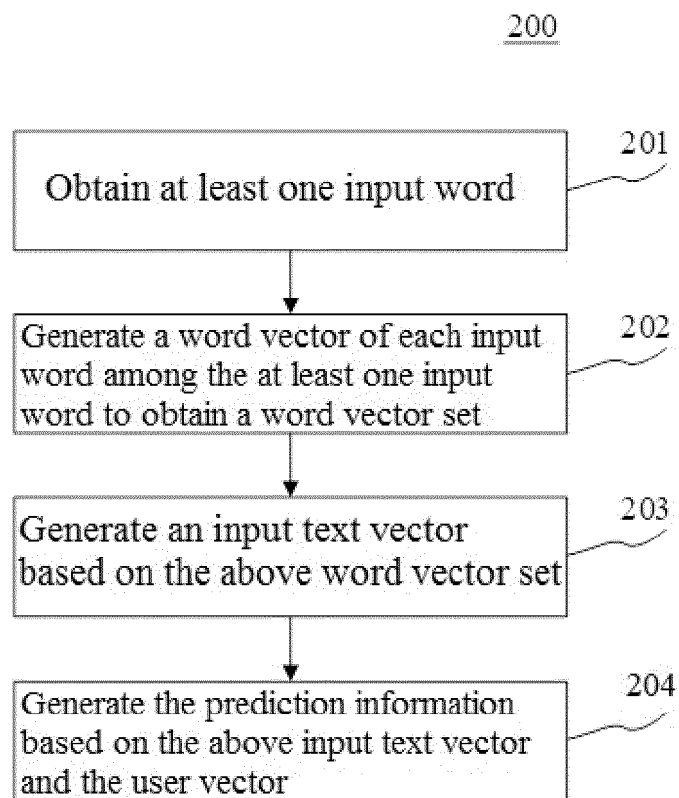 200
201
Obtain at least one input word
202
Generate a word vector of each input
word among the at least one input
word to obtain a word vector set
203
Generate an input text vector
based on the above word vector set
204
Generate the prediction information
based on the above input text vector
and the user vector